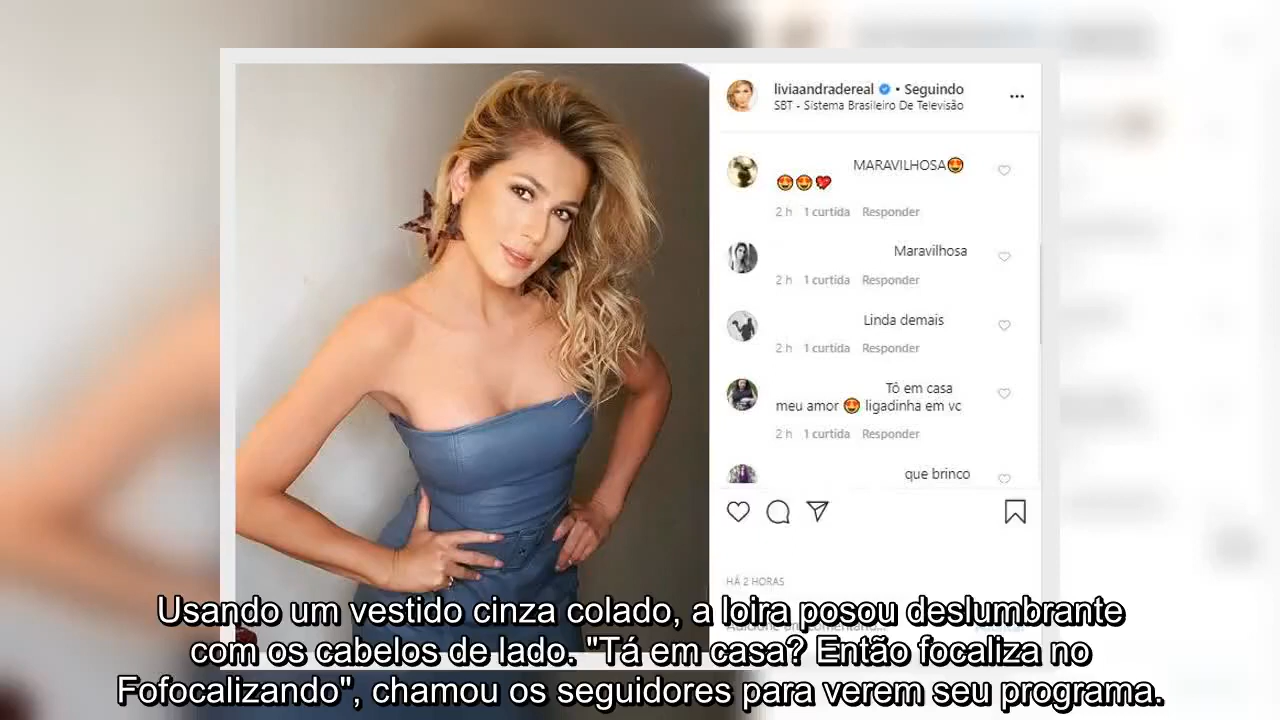 liviaandradereal • Seguindo
SBT - Sistema Brasileiro De Televisão
MARAVILHOSA
2 h 1 curtida Responder
Maravilhosa
2 h 1 curtida Responder
Linda demais
2 h 1 curtida Responder
Tô em casa
meu amor ligadinha em vc
2 h 1 curtida Responder
que brinco
HÁ 2 HORAS
Usando um vestido cinza colado, a loira posou deslumbrante
com os cabelos de lado. "Tá em casa? Então focaliza no
Fofocalizando", chamou os seguidores para verem seu programa.